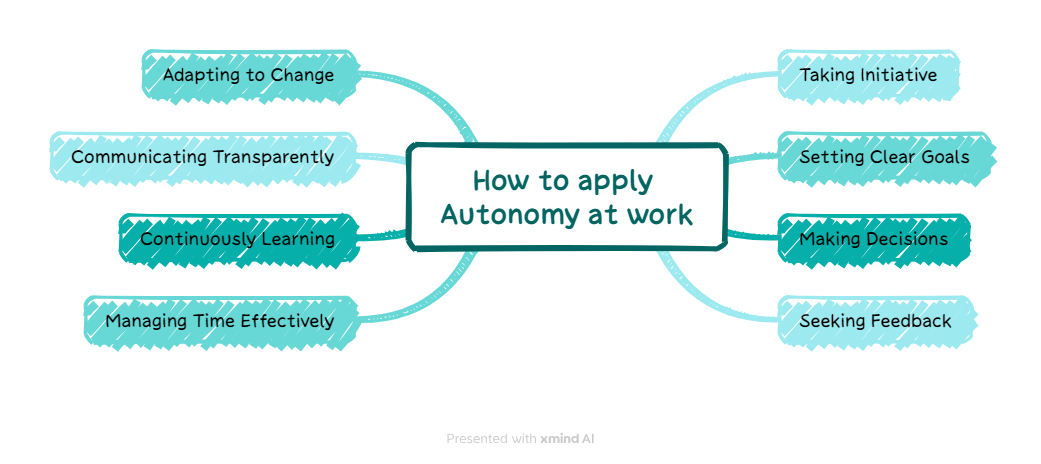 Adapting to Change
Communicating Transparently
Continuously Learning
Managing Time Effectively
How to apply
Autonomy at work
Taking Initiative
Setting Clear Goals
Making Decisions
Seeking Feedback
Presented with xmind AI